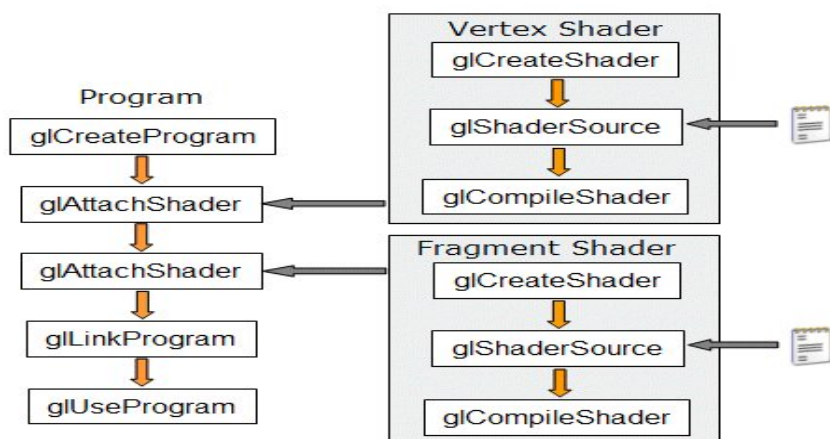 Program
glCreateProgram
glAttachShader
glAttachShader
glLinkProgram
glUseProgram
Vertex Shader
glCreateShader
glShaderSource
glCompileShader
Fragment Shader
glCreateShader
glShaderSource
glCompileShader